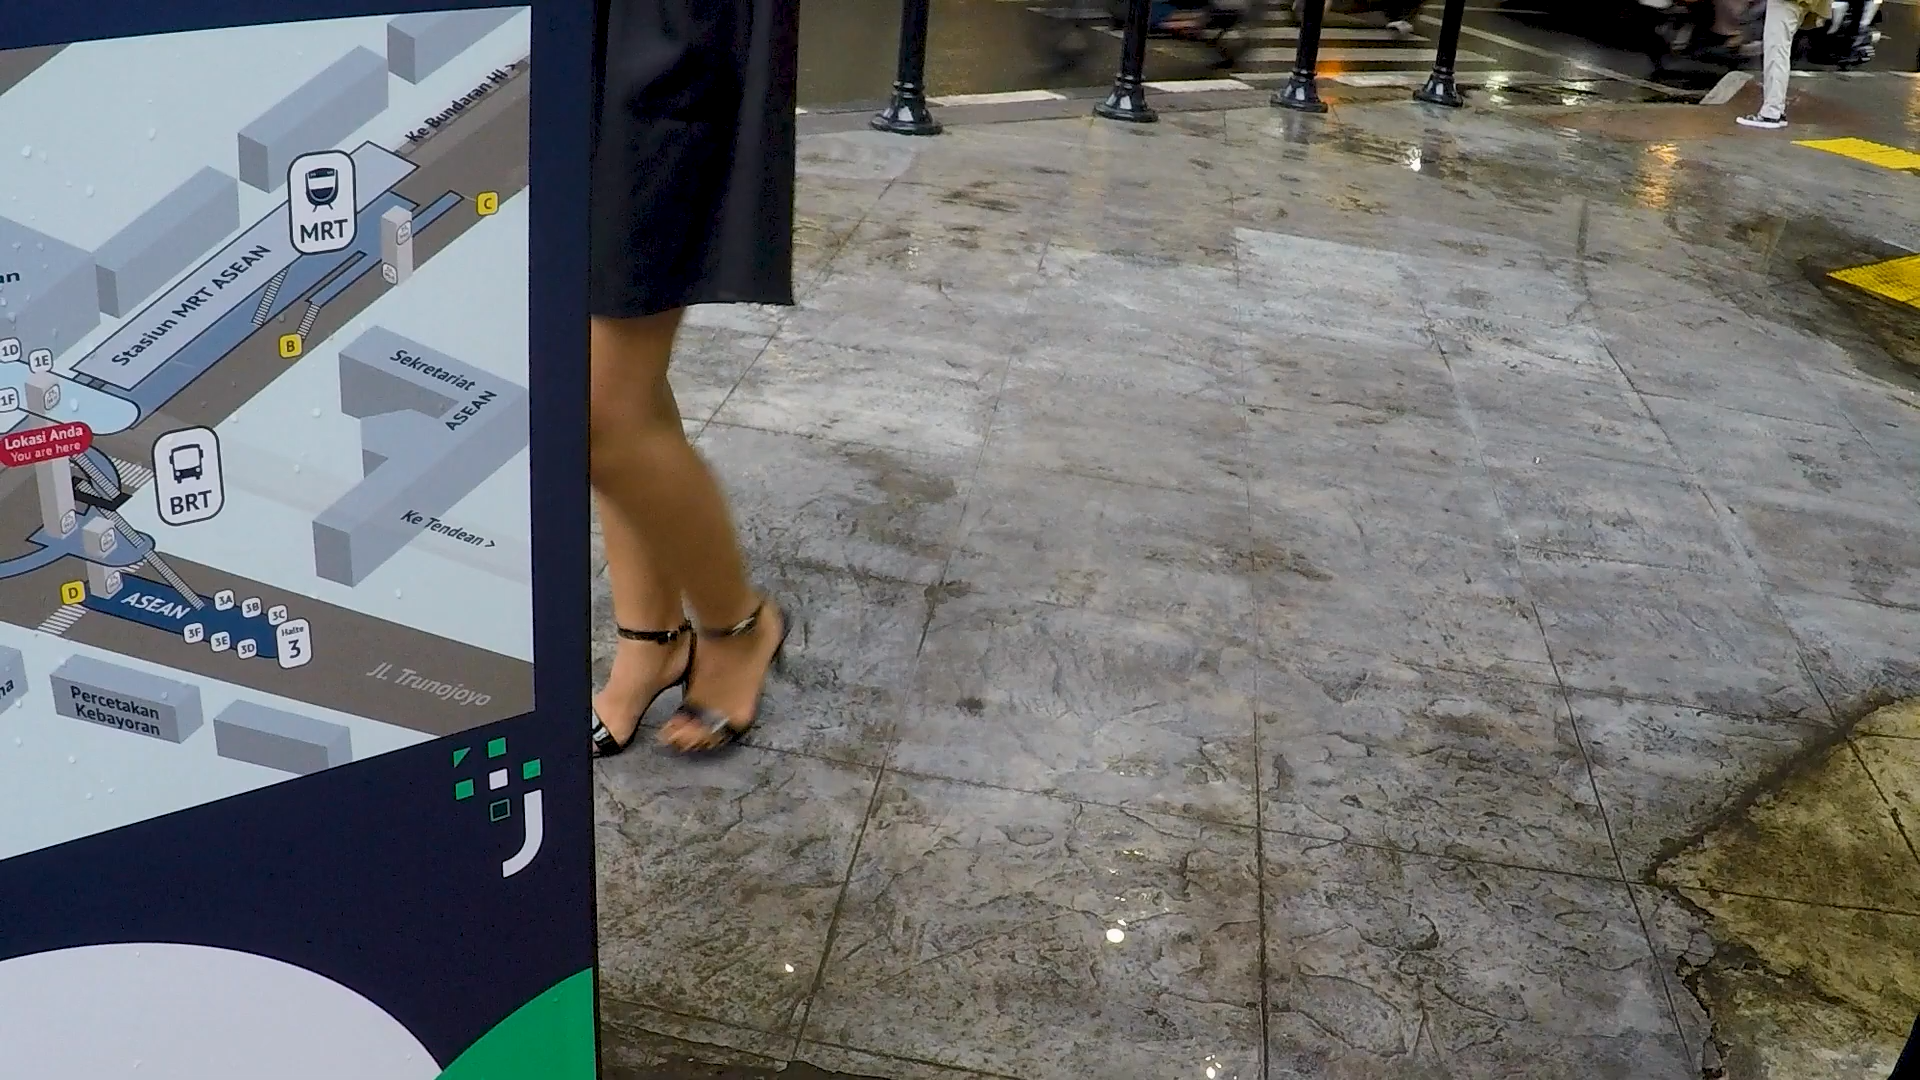 Ke Bundaran HI >
MRT
C
Stasiun MRT ASEAN
B
1D
1E
1F
Sekretariat
ASEAN
Lokasi Anda
You are here
BRT
Ke Tendean >
D
ASEAN
3A
3B
3C
3F
3E
3D
Halte
3
JL. Trunojoyo
Percetakan
Kebayoran